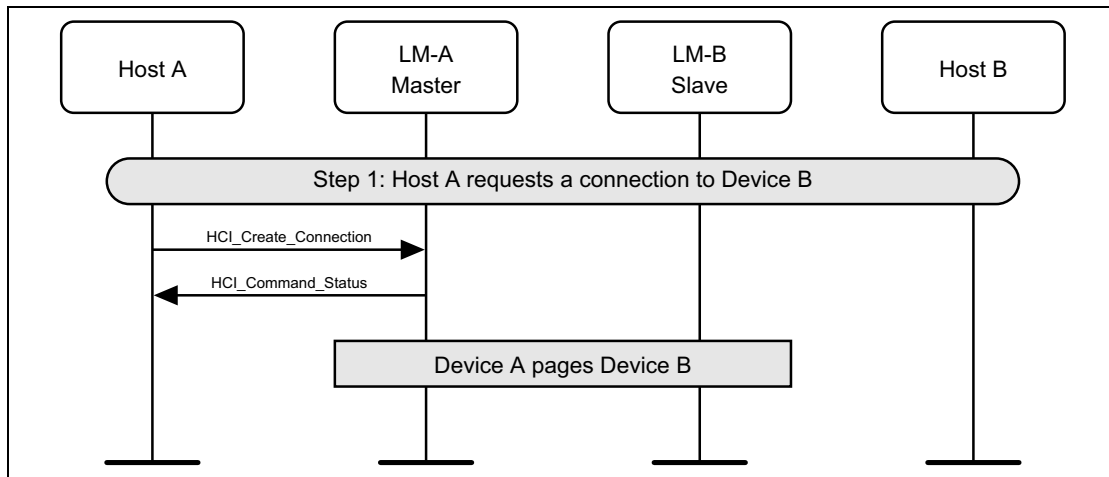 Host A
LM-A
Master
LM-B
Slave
Host B
Step 1: Host A requests a connection to Device B
HCI_Create_Connection
HCI_Command_Status
Device A pages Device B